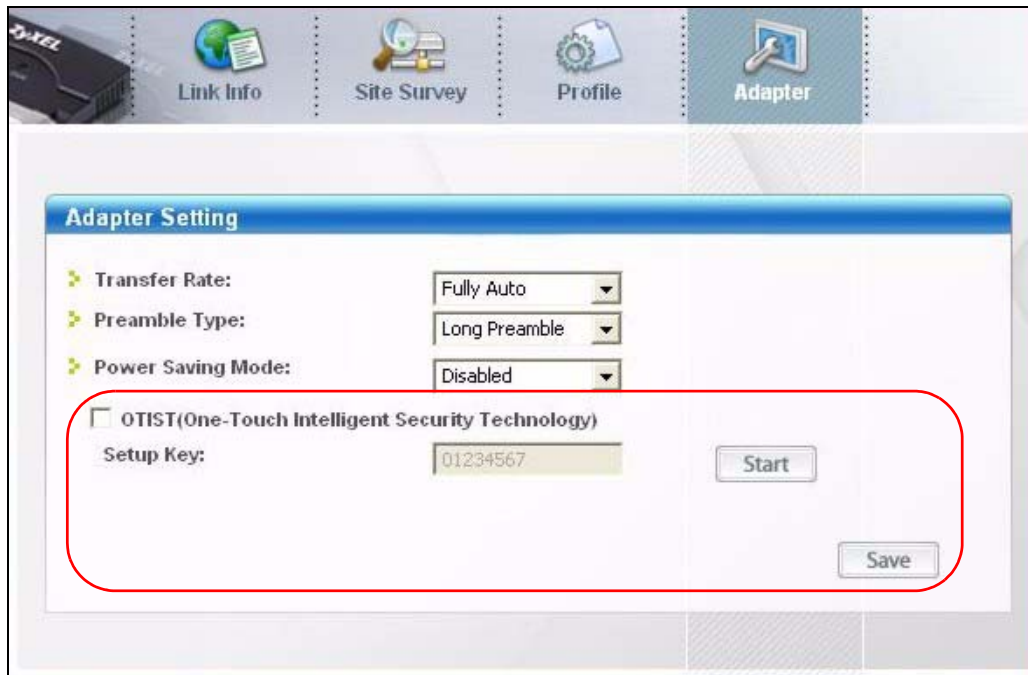 ZyXEL
Link Info
Site Survey
Profile
Adapter
Adapter Setting
Transfer Rate:
Fully Auto
Preamble Type:
Long Preamble
Power Saving Mode:
Disabled
OTIST(One-Touch Intelligent Security Technology)
Setup Key:
01234567
Start
Save